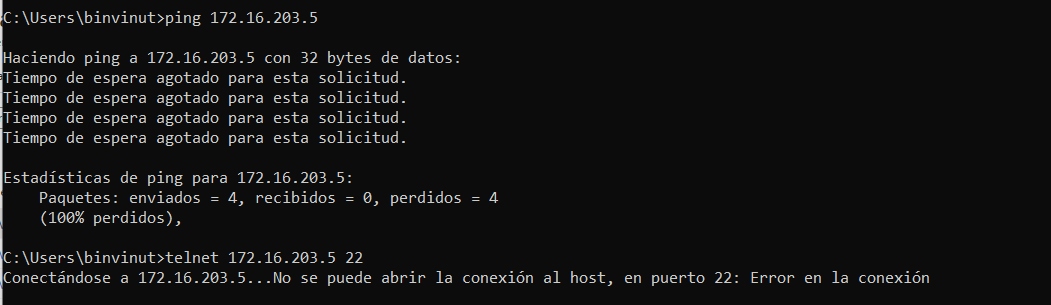 C:\Users\binvinut>ping 172.16.203.5
Haciendo ping a 172.16.203.5 con 32 bytes de datos:
Tiempo de espera agotado para esta solicitud.
Tiempo de espera agotado para esta solicitud.
Tiempo de espera agotado para esta solicitud.
Tiempo de espera agotado para esta solicitud.
Estadísticas de ping para 172.16.203.5:
Paquetes: enviados = 4, recibidos = 0, perdidos = 4
(100% perdidos),
C:\Users\binvinut>telnet 172.16.203.5 22
Conectándose a 172.16.203.5...No se puede abrir la conexión al host, en puerto 22: Error en la conexión